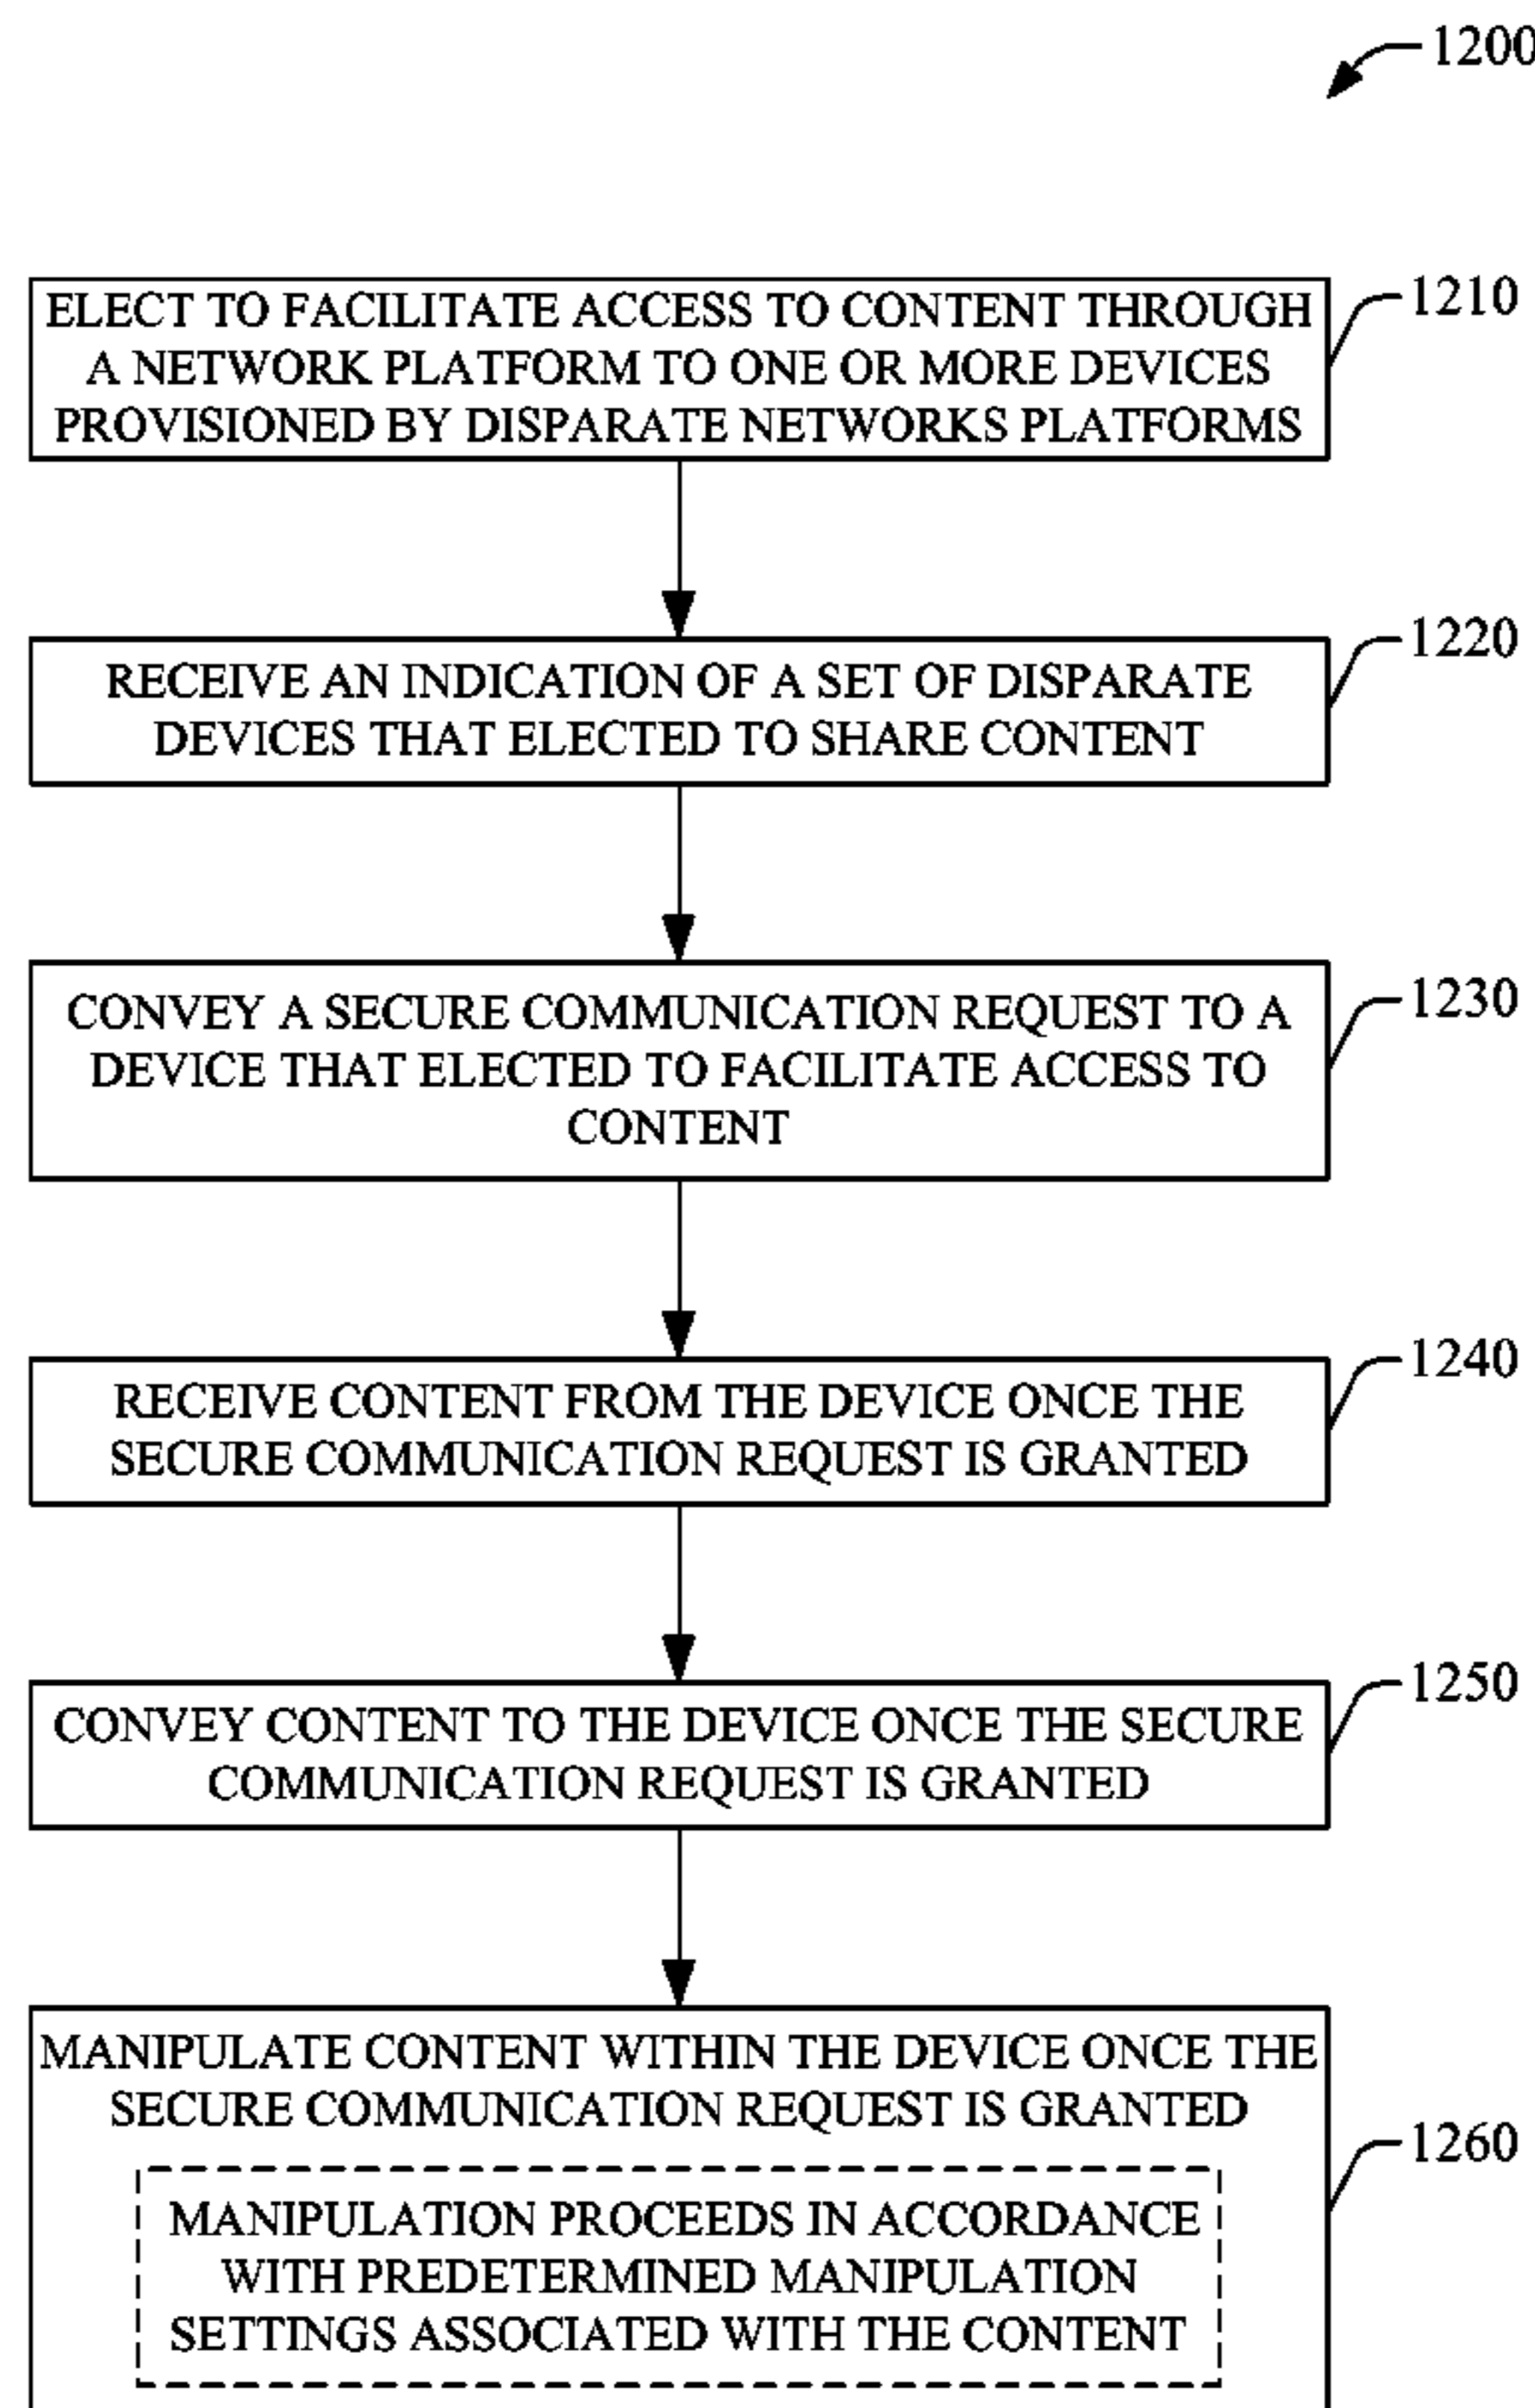 1200
ELECT TO FACILITATE ACCESS TO CONTENT THROUGH
A NETWORK PLATFORM TO ONE OR MORE DEVICES
PROVISIONED BY DISPARATE NETWORKS PLATFORMS
1210
RECEIVE AN INDICATION OF A SET OF DISPARATE
DEVICES THAT ELECTED TO SHARE CONTENT
1220
CONVEY A SECURE COMMUNICATION REQUEST TO A
DEVICE THAT ELECTED TO FACILITATE ACCESS TO
CONTENT
1230
RECEIVE CONTENT FROM THE DEVICE ONCE THE
SECURE COMMUNICATION REQUEST IS GRANTED
1240
CONVEY CONTENT TO THE DEVICE ONCE THE SECURE
COMMUNICATION REQUEST IS GRANTED
1250
MANIPULATE CONTENT WITHIN THE DEVICE ONCE THE
SECURE COMMUNICATION REQUEST IS GRANTED
1260
MANIPULATION PROCEEDS IN ACCORDANCE
WITH PREDETERMINED MANIPULATION
SETTINGS ASSOCIATED WITH THE CONTENT